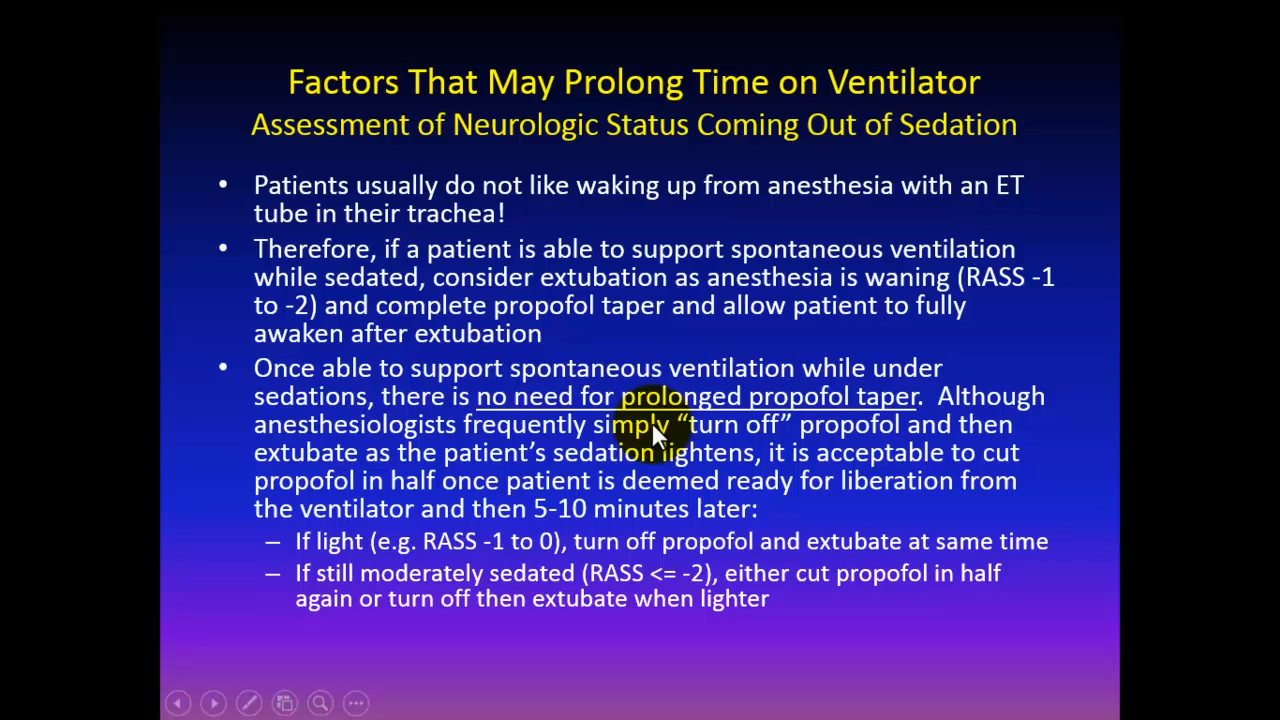 Factors That May Prolong Time on Ventilator
Assessment of Neurologic Status Coming Out of Sedation
• Patients usually do not like waking up from anesthesia with an ET
tube in their trachea!
• Therefore, if a patient is able to support spontaneous ventilation
while sedated, consider extubation as anesthesia is waning (RASS -1
to -2) and complete propofol taper and allow patient to fully
awaken after extubation
• Once able to support spontaneous ventilation while under
sedations, there is no need for prolonged propofol taper. Although
anesthesiologists frequently simply “turn off” propofol and then
extubate as the patient’s sedation lightens, it is acceptable to cut
propofol in half once patient is deemed ready for liberation from
the ventilator and then 5-10 minutes later:
– If light (e.g. RASS -1 to 0), turn off propofol and extubate at same time
– If still moderately sedated (RASS <= -2), either cut propofol in half
again or turn off then extubate when lighter